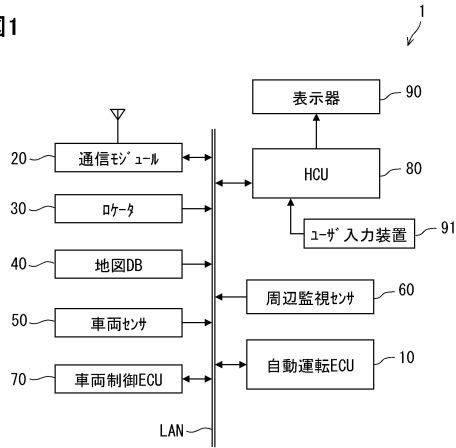 図1
1
表示器
90
20
通信ﾓｼﾞｭｰﾙ
HCU
80
30
ﾛｹｰﾀ
ﾕｰｻﾞ入力装置
91
40
地図DB
周辺監視ｾﾝｻ
60
50
車両ｾﾝｻ
自動運転ECU
10
70
車両制御ECU
LAN